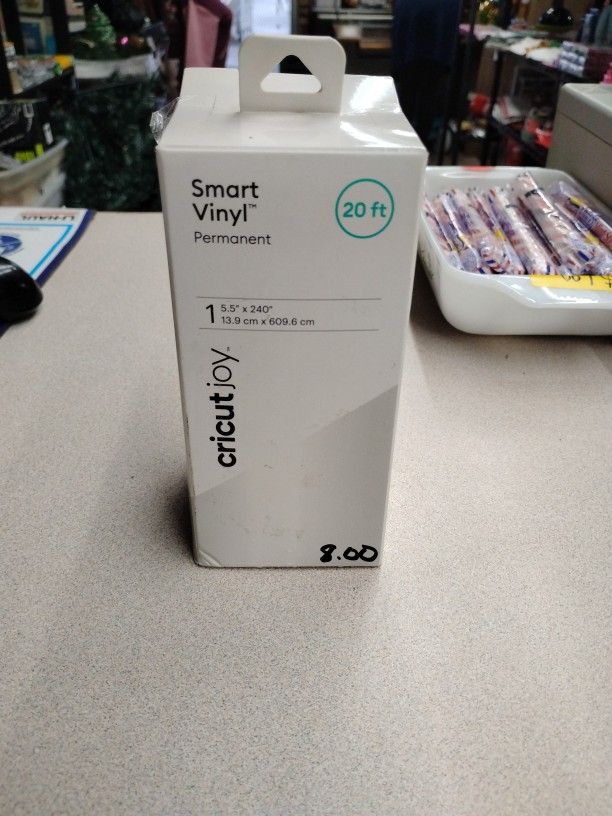 Smart
Vinyl™
Permanent
20 ft
1 5.5" x 240"
13.9 cm x 609.6 cm
cricut joy.
8.00
U-HAUL